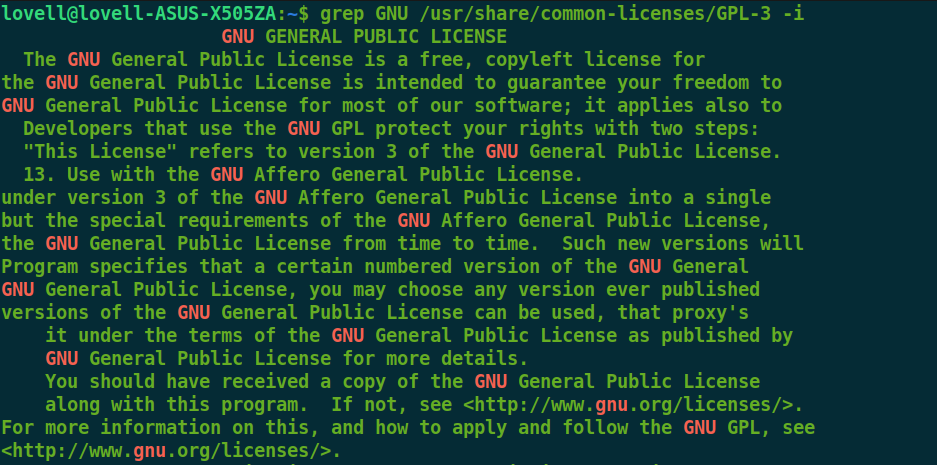 lovell@lovell-ASUS-X505ZA:~$ grep GNU /usr/share/common-licenses/GPL-3 -i
GNU GENERAL PUBLIC LICENSE
The GNU General Public License is a free, copyleft license for
the GNU General Public License is intended to guarantee your freedom to
GNU General Public License for most of our software; it applies also to
Developers that use the GNU GPL protect your rights with two steps:
"This License" refers to version 3 of the GNU General Public License.
13. Use with the GNU Affero General Public License.
under version 3 of the GNU Affero General Public License into a single
but the special requirements of the GNU Affero General Public License,
the GNU General Public License from time to time.  Such new versions will
Program specifies that a certain numbered version of the GNU General
GNU General Public License, you may choose any version ever published
versions of the GNU General Public License can be used, that proxy's
it under the terms of the GNU General Public License as published by
GNU General Public License for more details.
You should have received a copy of the GNU General Public License
along with this program.  If not, see <http://www.gnu.org/licenses/>.
For more information on this, and how to apply and follow the GNU GPL, see
<http://www.gnu.org/licenses/>.